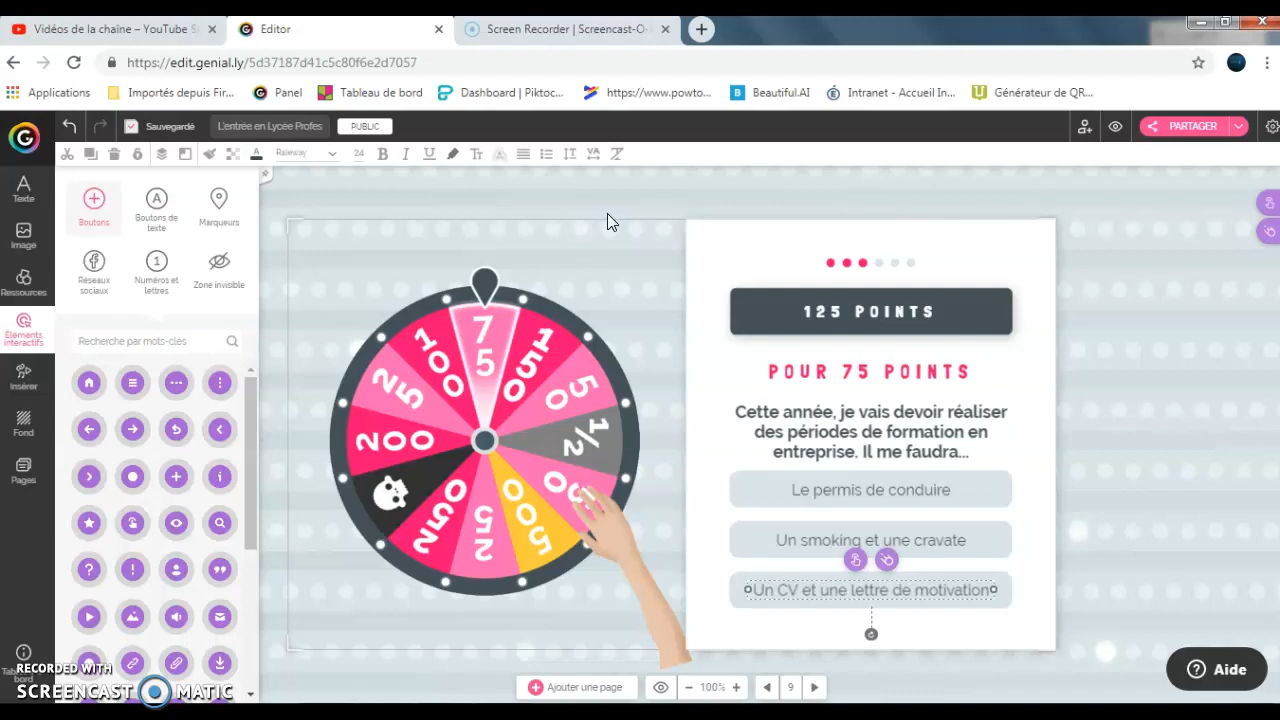 Vidéos de la chaîne – YouTube S
Editor
Screen Recorder | Screencast-O-
https://edit.genial.ly/5d37187d41c5c80f6e2d7057
Applications
Importés depuis Fir...
Panel
Tableau de bord
Dashboard | Piktoc...
https://www.powto...
Beautiful.AI
Intranet - Accueil In...
Générateur de QR...
Sauvegardé
L'entrée en Lycée Profes
PUBLIC
PARTAGER
Raleway
24
Texte
Image
Ressources
Éléments
interactifs
Insérer
Fond
Pages
Boutons
Boutons de
texte
Marqueurs
Réseaux
sociaux
Numéros et
lettres
Zone invisible
Recherche par mots-clés
75
150
50
1/2
500
25
250
200
25
100
125 POINTS
POUR 75 POINTS
Cette année, je vais devoir réaliser
des périodes de formation en
entreprise. Il me faudra...
Le permis de conduire
Un smoking et une cravate
Un CV et une lettre de motivation
Ajouter une page
100%
9
Aide
RECORDED WITH
SCREENCAST MATIC